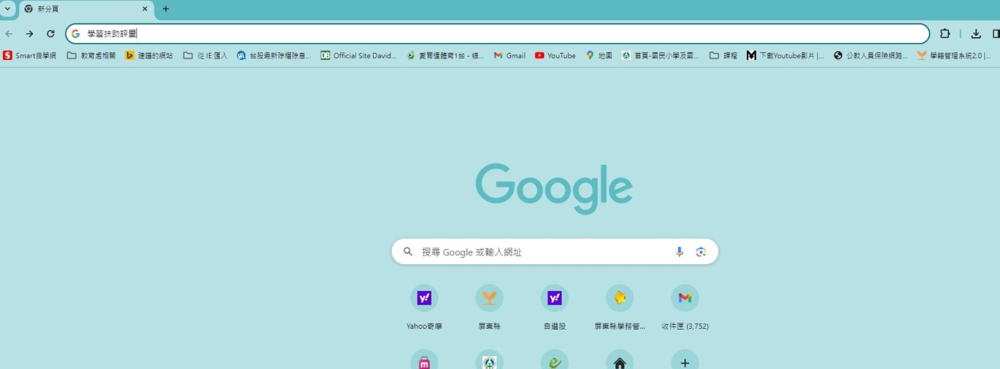 新分頁
學習扶助評量
Smart自學網 教育處相關 建議的網站 從 IE 匯入 台股最新除權除息... Official Site David... 愛爾達體育1台 - 線... Gmail YouTube 地圖 首頁-國民小學及國... 課程 下載Youtube影片 |... 公教人員保險網路... 學籍管理系統2.0 |...
Google
搜尋 Google 或輸入網址
Yahoo奇摩 屏東縣 自選股 屏東縣學務管... 收件匣 (3,752)